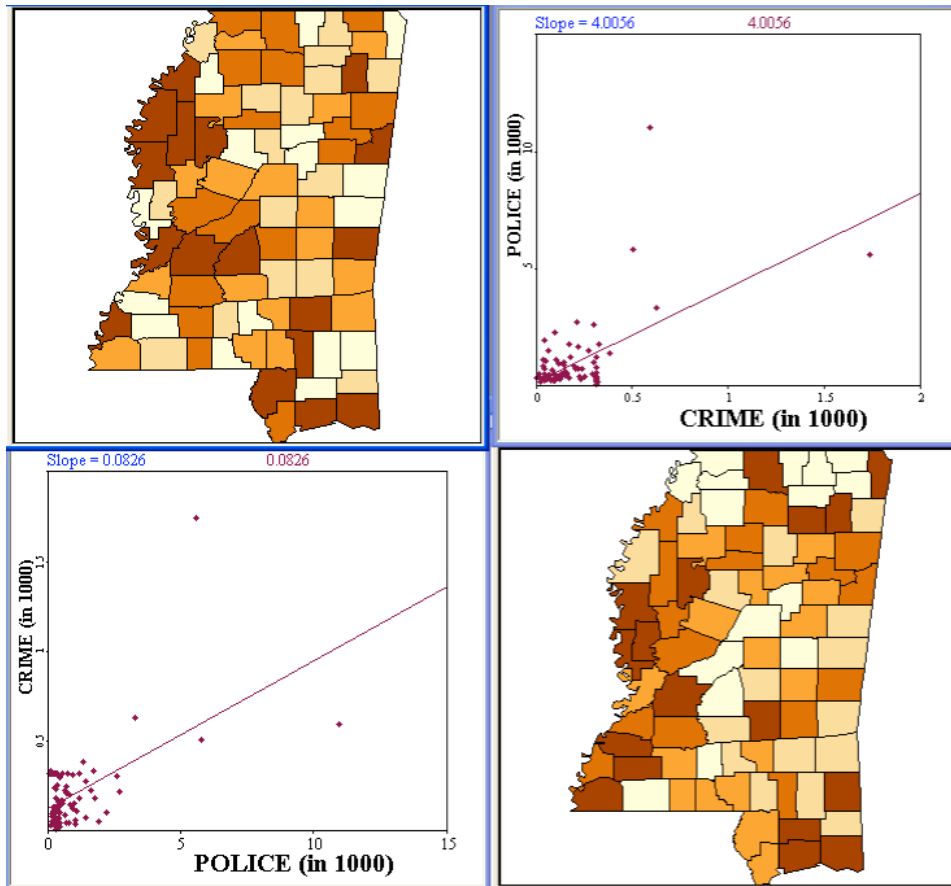 Slope = 4.0056 4.0056
POLICE (in 1000)
10
5
0 0.5 1 1.5 2
CRIME (in 1000)
Slope = 0.0826 0.0826
CRIME (in 1000)
1.5
1
0.5
0 5 10 15
POLICE (in 1000)